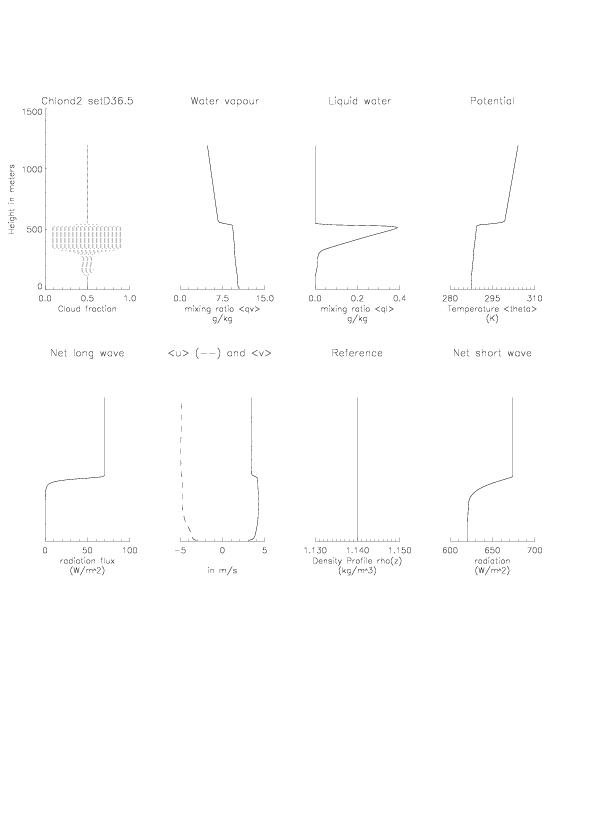 Chlond2 setD36.5
Water vapour
Liquid water
Potential
1500
1000
500
0
Height in meters
0.0 0.5 1.0
Cloud fraction
0.0 7.5 15.0
mixing ratio <qv>
g/kg
0.0 0.2 0.4
mixing ratio <ql>
g/kg
280 295 310
Temperature <theta>
(K)
Net long wave
<u> (--) and <v>
Reference
Net short wave
0 50 100
radiation flux
(W/m^2)
-5 0 5
in m/s
1.130 1.140 1.150
Density Profile rho(z)
(kg/m^3)
600 650 700
radiation
(W/m^2)